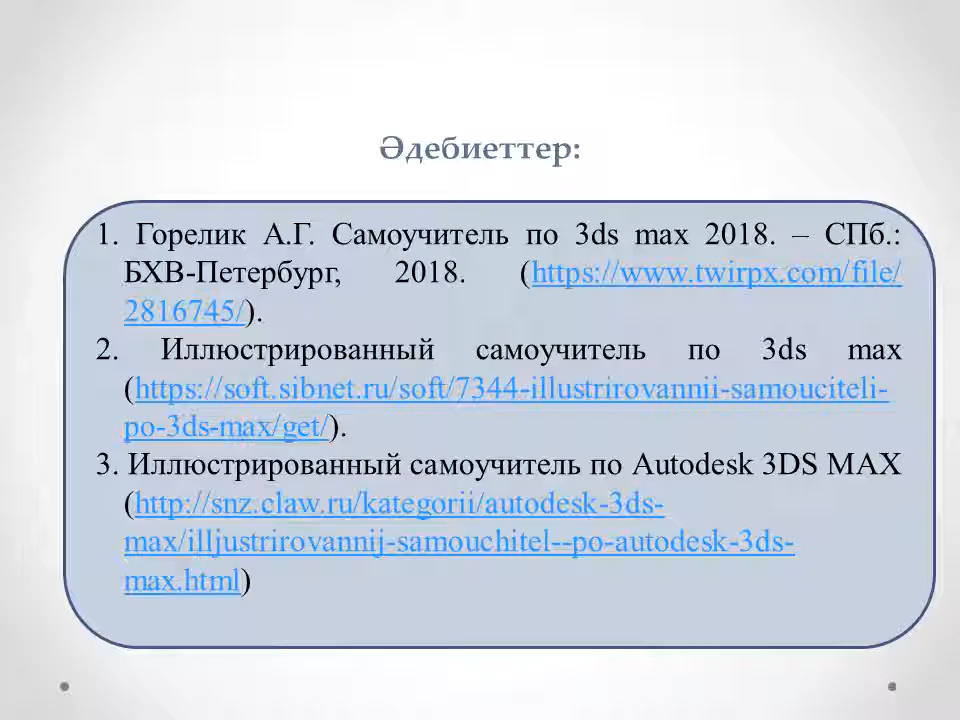 Әдебиеттер:
1. Горелик А.Г. Самоучитель по 3ds max 2018. – СПб.:
БХВ-Петербург, 2018. (https://www.twirpx.com/file/
2816745/).
2. Иллюстрированный самоучитель по 3ds max
(https://soft.sibnet.ru/soft/7344-illustrirovannii-samouciteli-
po-3ds-max/get/).
3. Иллюстрированный самоучитель по Autodesk 3DS MAX
(http://snz.claw.ru/kategorii/autodesk-3ds-
max/illjustrirovannij-samouchitel--po-autodesk-3ds-
max.html)